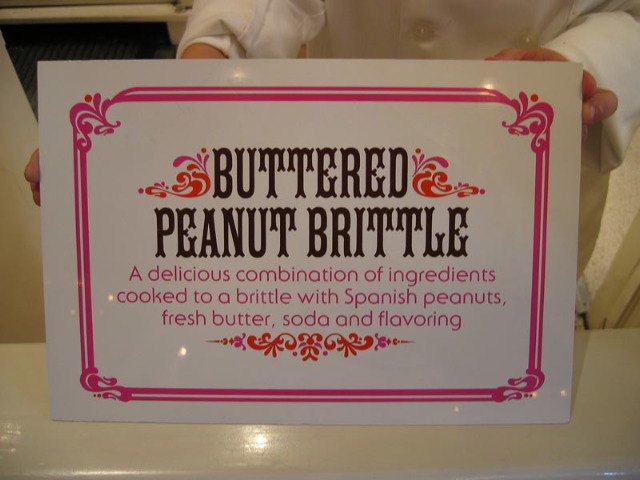 BUTTERED
PEANUT BRITTLE
A delicious combination of ingredients
cooked to a brittle with Spanish peanuts,
fresh butter, soda and flavoring